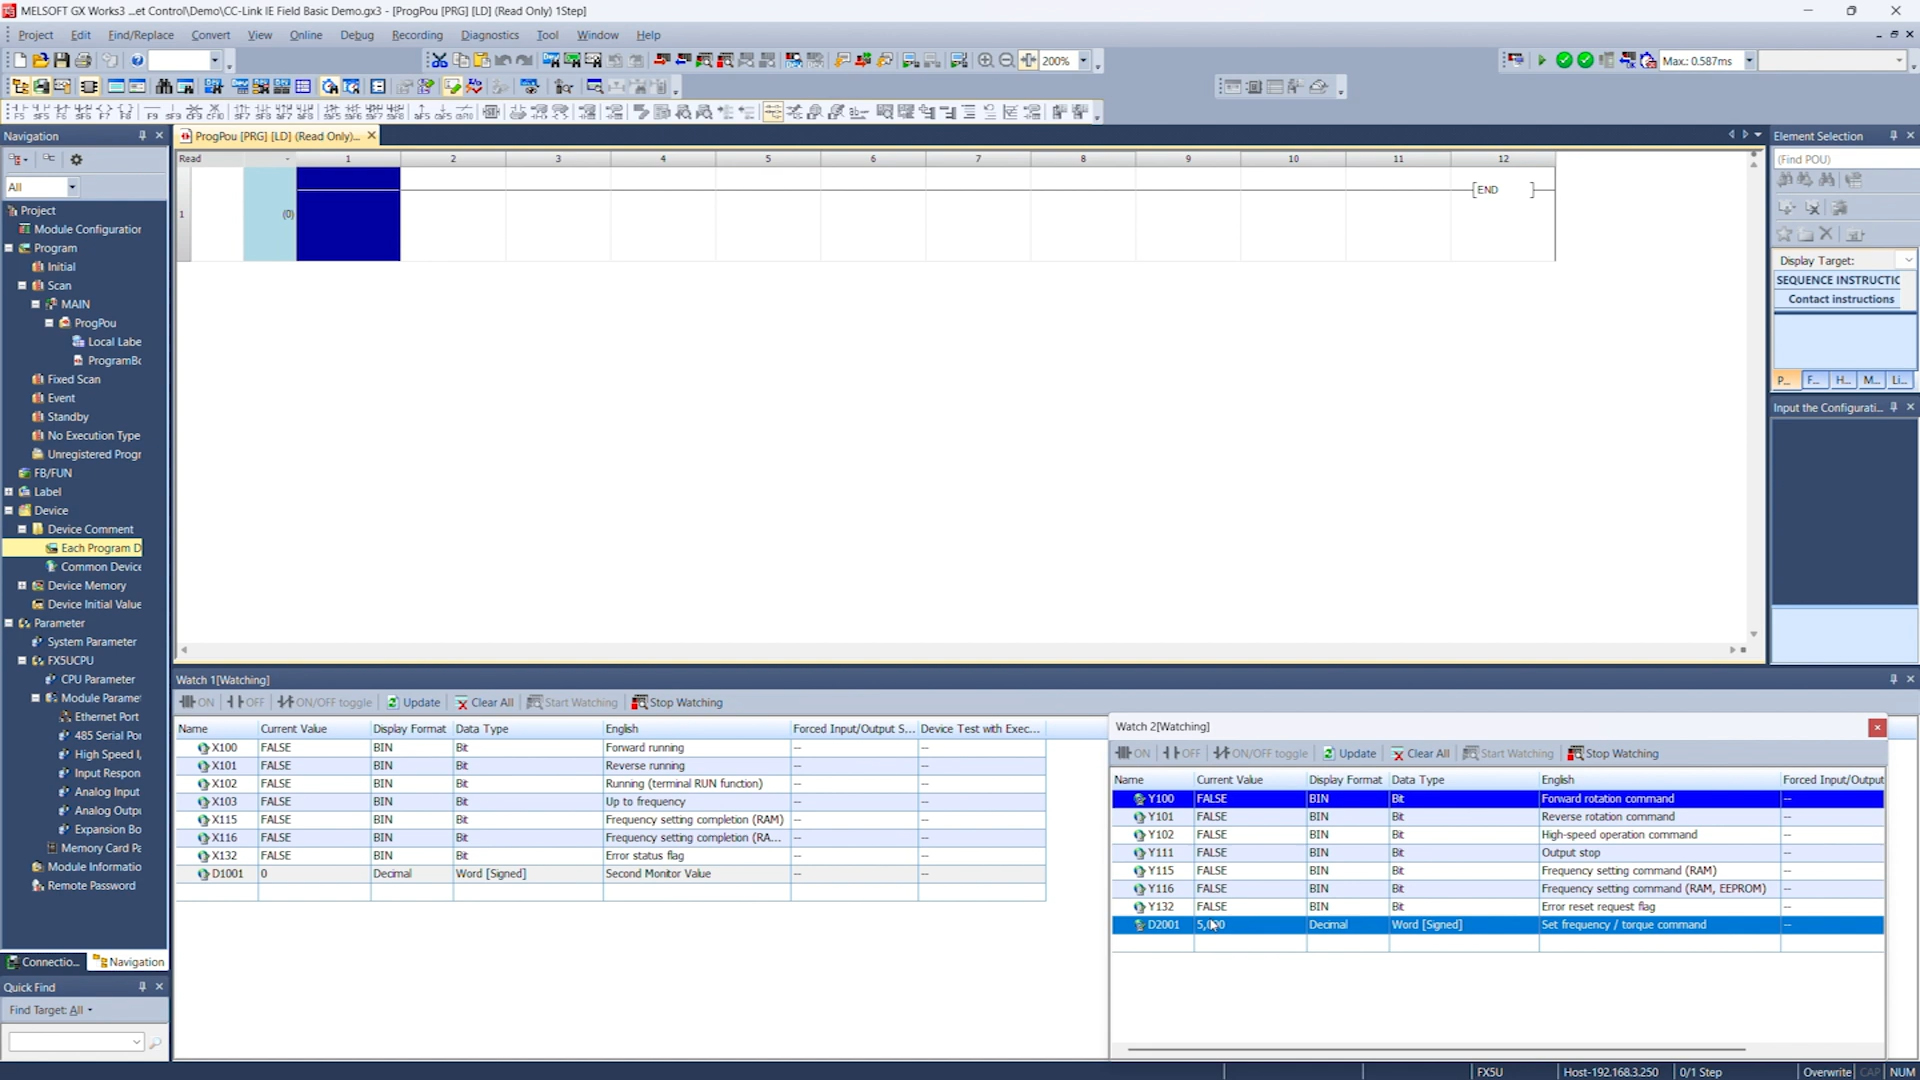 MELSOFT GX Works3 ...et Control\Demo\CC-Link IE Field Basic Demo.gx3 - [ProgPou [PRG] [LD] (Read Only) 1Step]
Project Edit Find/Replace Convert View Online Debug Recording Diagnostics Tool Window Help
200%
Max.: 0.587ms
Navigation
All
Project
Module Configuration
Program
Initial
Scan
MAIN
ProgPou
Local Labe
ProgramBo
Fixed Scan
Event
Standby
No Execution Type
Unregistered Progr
FB/FUN
Label
Device
Device Comment
Each Program D
Common Device
Device Memory
Device Initial Value
Parameter
System Parameter
FX5UCPU
CPU Parameter
Module Parame
Ethernet Port
485 Serial Po
High Speed I,
Input Respon
Analog Input
Analog Outpu
Expansion Bo
Memory Card Pa
Module Informatio
Remote Password
Connectio... Navigation
Quick Find
Find Target: All
ProgPou [PRG] [LD] (Read Only)...
Read - 1 2 3 4 5 6 7 8 9 10 11 12
1 (0) [END ]
Element Selection
(Find POU)
Display Target:
SEQUENCE INSTRUCTIC
Contact instructions
P... F... H... M... Li...
Input the Configurati...
Watch 1[Watching]
ON OFF ON/OFF toggle Update Clear All Start Watching Stop Watching
Name Current Value Display Format Data Type English Forced Input/Output S... Device Test with Exec...
X100 FALSE BIN Bit Forward running -- --
X101 FALSE BIN Bit Reverse running -- --
X102 FALSE BIN Bit Running (terminal RUN function) -- --
X103 FALSE BIN Bit Up to frequency -- --
X115 FALSE BIN Bit Frequency setting completion (RAM) -- --
X116 FALSE BIN Bit Frequency setting completion (RA... -- --
X132 FALSE BIN Bit Error status flag -- --
D1001 0 Decimal Word [Signed] Second Monitor Value -- --
Watch 2[Watching]
ON OFF ON/OFF toggle Update Clear All Start Watching Stop Watching
Name Current Value Display Format Data Type English Forced Input/Output
Y100 FALSE BIN Bit Forward rotation command --
Y101 FALSE BIN Bit Reverse rotation command --
Y102 FALSE BIN Bit High-speed operation command --
Y111 FALSE BIN Bit Output stop --
Y115 FALSE BIN Bit Frequency setting command (RAM) --
Y116 FALSE BIN Bit Frequency setting command (RAM, EEPROM) --
Y132 FALSE BIN Bit Error reset request flag --
D2001 5,000 Decimal Word [Signed] Set frequency / torque command --
FX5U Host-192.168.3.250 0/1 Step Overwrite CAP NUM